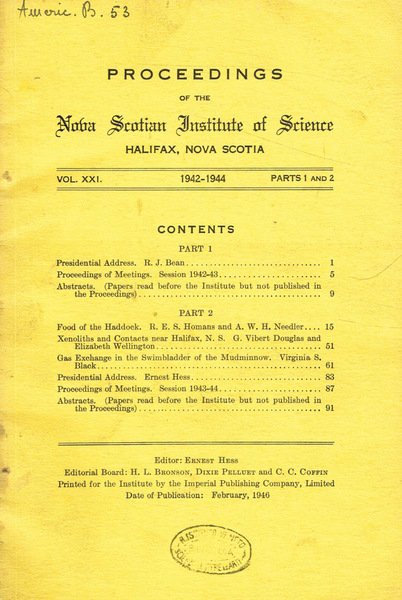 Americ. B. 53
PROCEEDINGS
OF THE
Nova Scotian Institute of Science
HALIFAX, NOVA SCOTIA
VOL. XXI. 1942-1944 PARTS 1 AND 2
CONTENTS
PART 1
Presidential Address. R. J. Bean 1
Proceedings of Meetings. Session 1942-43 5
Abstracts. (Papers read before the Institute but not published in
the Proceedings) 9
PART 2
Food of the Haddock. R. E. S. Homans and A. W. H. Needler 15
Xenoliths and Contacts near Halifax, N. S. G. Vibert Douglas and
Elizabeth Wellington 51
Gas Exchange in the Swimbladder of the Mudminnow. Virginia S.
Black 61
Presidential Address. Ernest Hess 83
Proceedings of Meetings. Session 1943-44 87
Abstracts. (Papers read before the Institute but not published in
the Proceedings) 91
Editor: ERNEST HESS
Editorial Board: H. L. BRONSON, DIXIE PELLUET and C. C. COFFIN
Printed for the Institute by the Imperial Publishing Company, Limited
Date of Publication: February, 1946